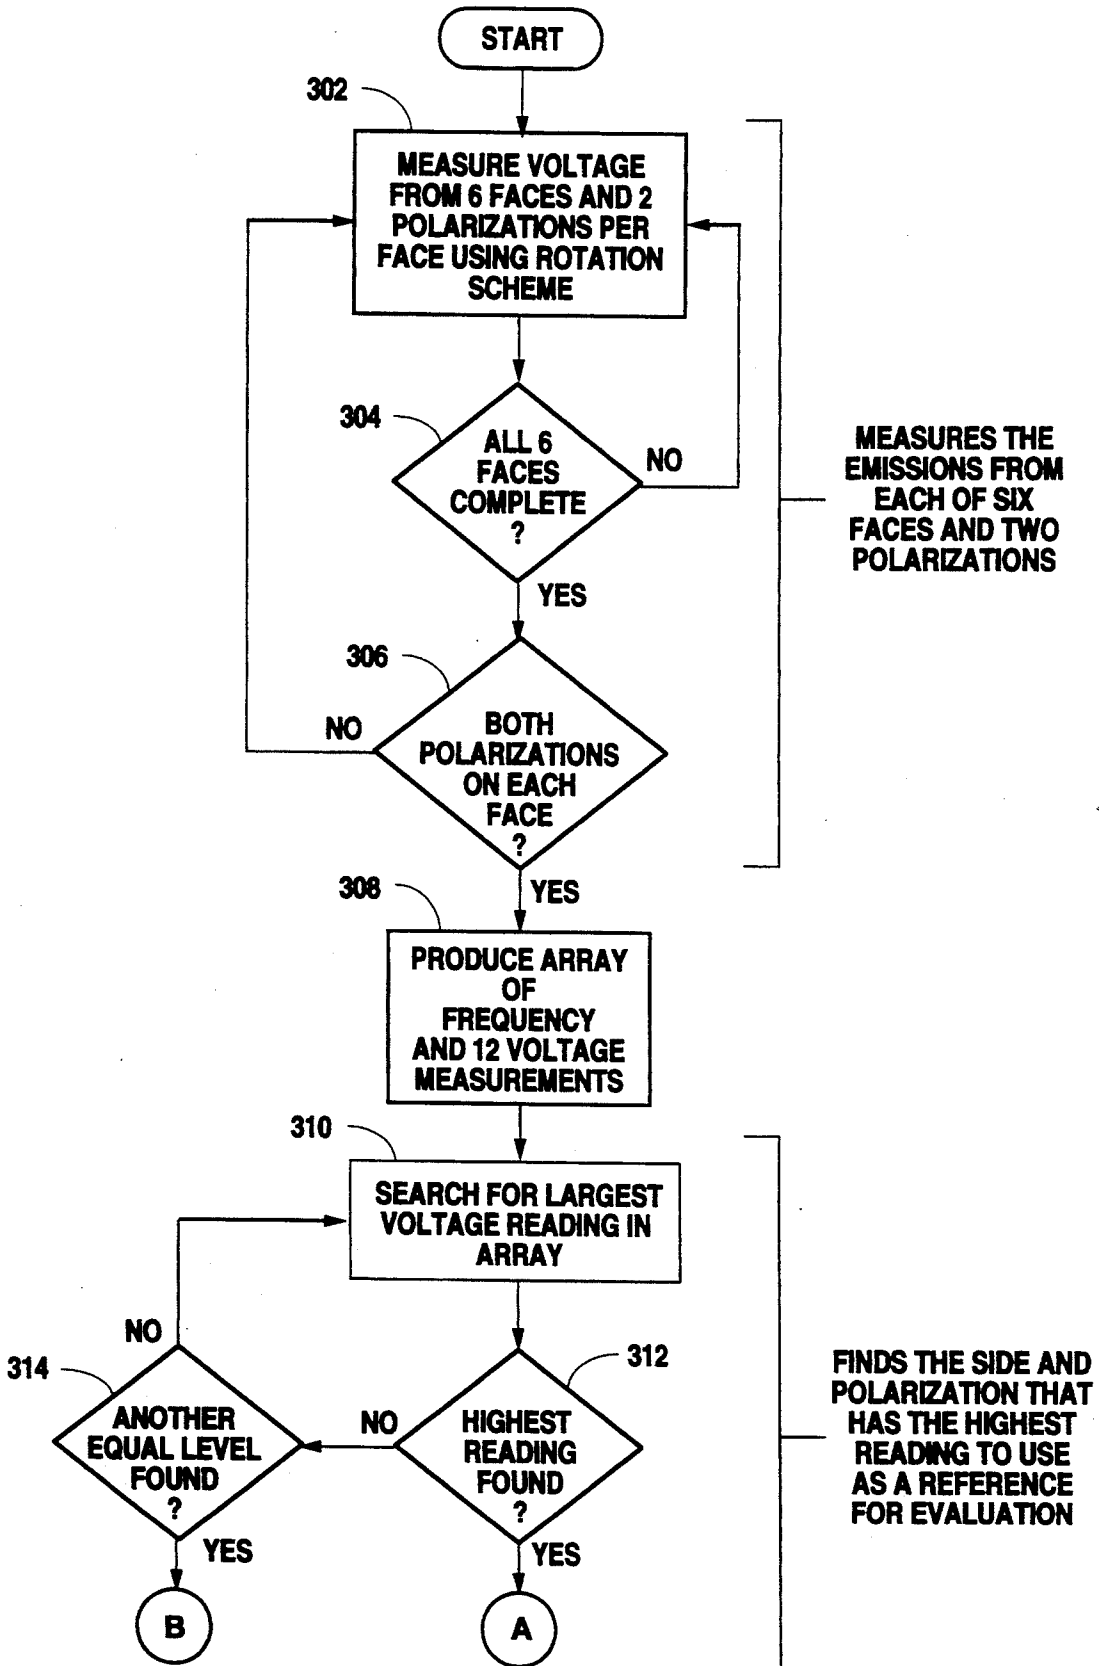 START
302
MEASURE VOLTAGE
FROM 6 FACES AND 2
POLARIZATIONS PER
FACE USING ROTATION
SCHEME
304
ALL 6
FACES
COMPLETE
?
NO
YES
MEASURES THE
EMISSIONS FROM
EACH OF SIX
FACES AND TWO
POLARIZATIONS
306
NO
BOTH
POLARIZATIONS
ON EACH
FACE
?
YES
308
PRODUCE ARRAY
OF
FREQUENCY
AND 12 VOLTAGE
MEASUREMENTS
310
SEARCH FOR LARGEST
VOLTAGE READING IN
ARRAY
NO
314
ANOTHER
EQUAL LEVEL
FOUND
?
YES
B
NO
312
HIGHEST
READING
FOUND
?
YES
A
FINDS THE SIDE AND
POLARIZATION THAT
HAS THE HIGHEST
READING TO USE
AS A REFERENCE
FOR EVALUATION